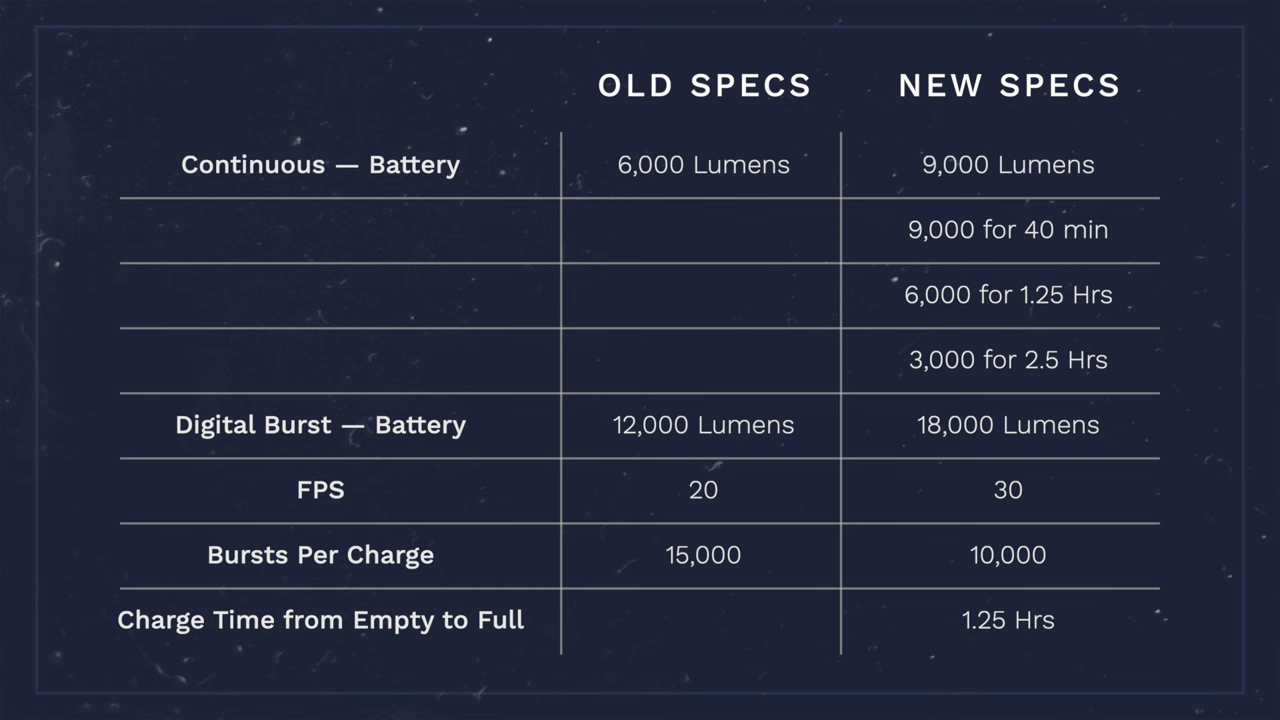 OLD SPECS NEW SPECS
Continuous — Battery 6,000 Lumens 9,000 Lumens
9,000 for 40 min
6,000 for 1.25 Hrs
3,000 for 2.5 Hrs
Digital Burst — Battery 12,000 Lumens 18,000 Lumens
FPS 20 30
Bursts Per Charge 15,000 10,000
Charge Time from Empty to Full 1.25 Hrs